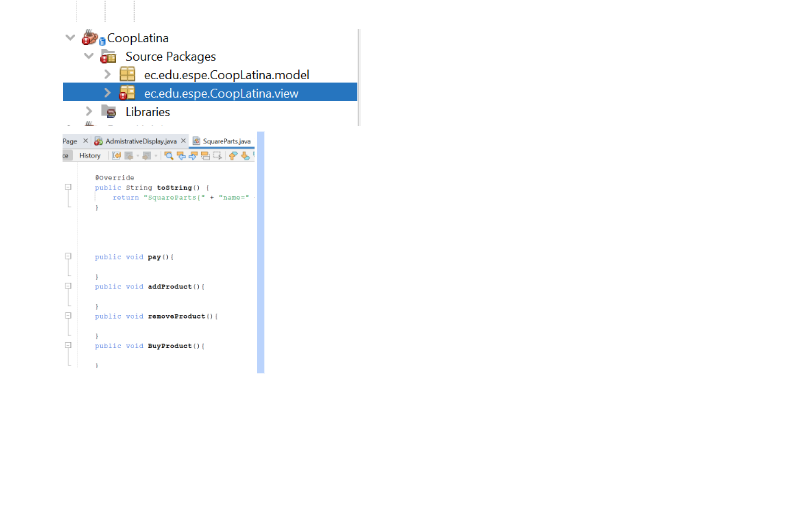 CoopLatina
Source Packages
ec.edu.espe.CoopLatina.model
ec.edu.espe.CoopLatina.view
Libraries
Page AdmistrativeDisplay.java SquareParts.java
History
@Override
public String toString() {
return "SquareParts{" + "name="
}
public void pay(){
}
public void addProduct(){
}
public void removeProduct(){
}
public void BuyProduct(){
}